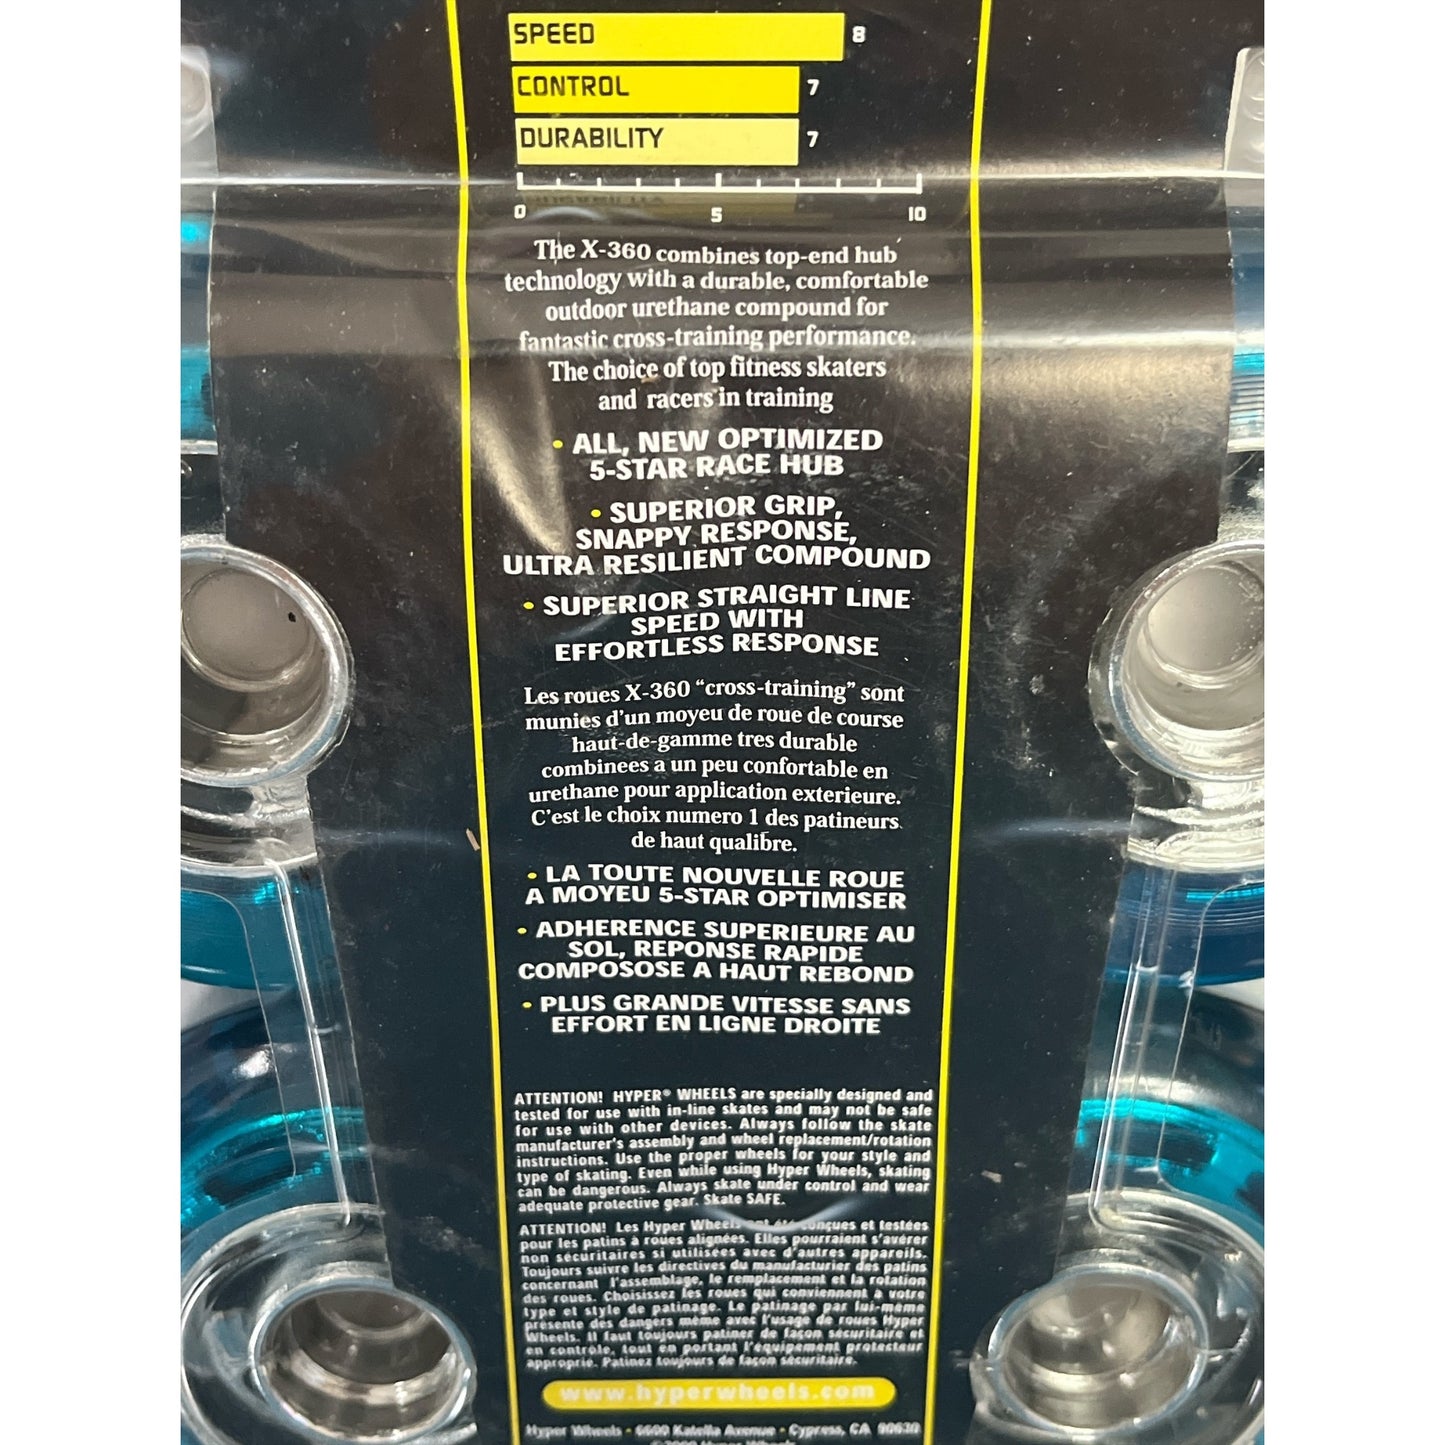 SPEED 8
CONTROL 7
DURABILITY 7
0 5 10
The X-360 combines top-end hub
technology with a durable, comfortable
outdoor urethane compound for
fantastic cross-training performance.
The choice of top fitness skaters
and racers in training
• ALL, NEW OPTIMIZED
5-STAR RACE HUB
• SUPERIOR GRIP,
SNAPPY RESPONSE,
ULTRA RESILIENT COMPOUND
• SUPERIOR STRAIGHT LINE
SPEED WITH
EFFORTLESS RESPONSE
Les roues X-360 “cross-training” sont
munies d’un moyeu de roue de course
haut-de-gamme tres durable
combinees a un peu confortable en
urethane pour application exterieure.
C’est le choix numero 1 des patineurs
de haut qualibre.
• LA TOUTE NOUVELLE ROUE
A MOYEU 5-STAR OPTIMISER
• ADHERENCE SUPERIEURE AU
SOL, REPONSE RAPIDE
COMPOSOSE A HAUT REBOND
• PLUS GRANDE VITESSE SANS
EFFORT EN LIGNE DROITE
ATTENTION! HYPER® WHEELS are specially designed and
tested for use with in-line skates and may not be safe
for use with other devices. Always follow the skate
manufacturer's assembly and wheel replacement/rotation
instructions. Use the proper wheels for your style and
type of skating. Even while using Hyper Wheels, skating
can be dangerous. Always skate under control and wear
adequate protective gear. Skate SAFE.
ATTENTION! Les Hyper Wheels ont été conçues et testées
pour les patins à roues alignées. Elles pourraient s'avérer
non sécuritaires si utilisées avec d'autres appareils.
Toujours suivre les directives du manufacturier des patins
concernant l'assemblage, le remplacement et la rotation
des roues. Choisissez les roues qui conviennent à votre
type et style de patinage. Le patinage par lui-même
présente des dangers même avec l'usage de roues Hyper
Wheels. Il faut toujours patiner de façon sécuritaire et
en contrôle, tout en portant l'équipement protecteur
approprié. Patinez toujours de façon sécuritaire.
www.hyperwheels.com
Hyper Wheels • Katella Avenue • Cypress, CA 90630
Hyper Wheels